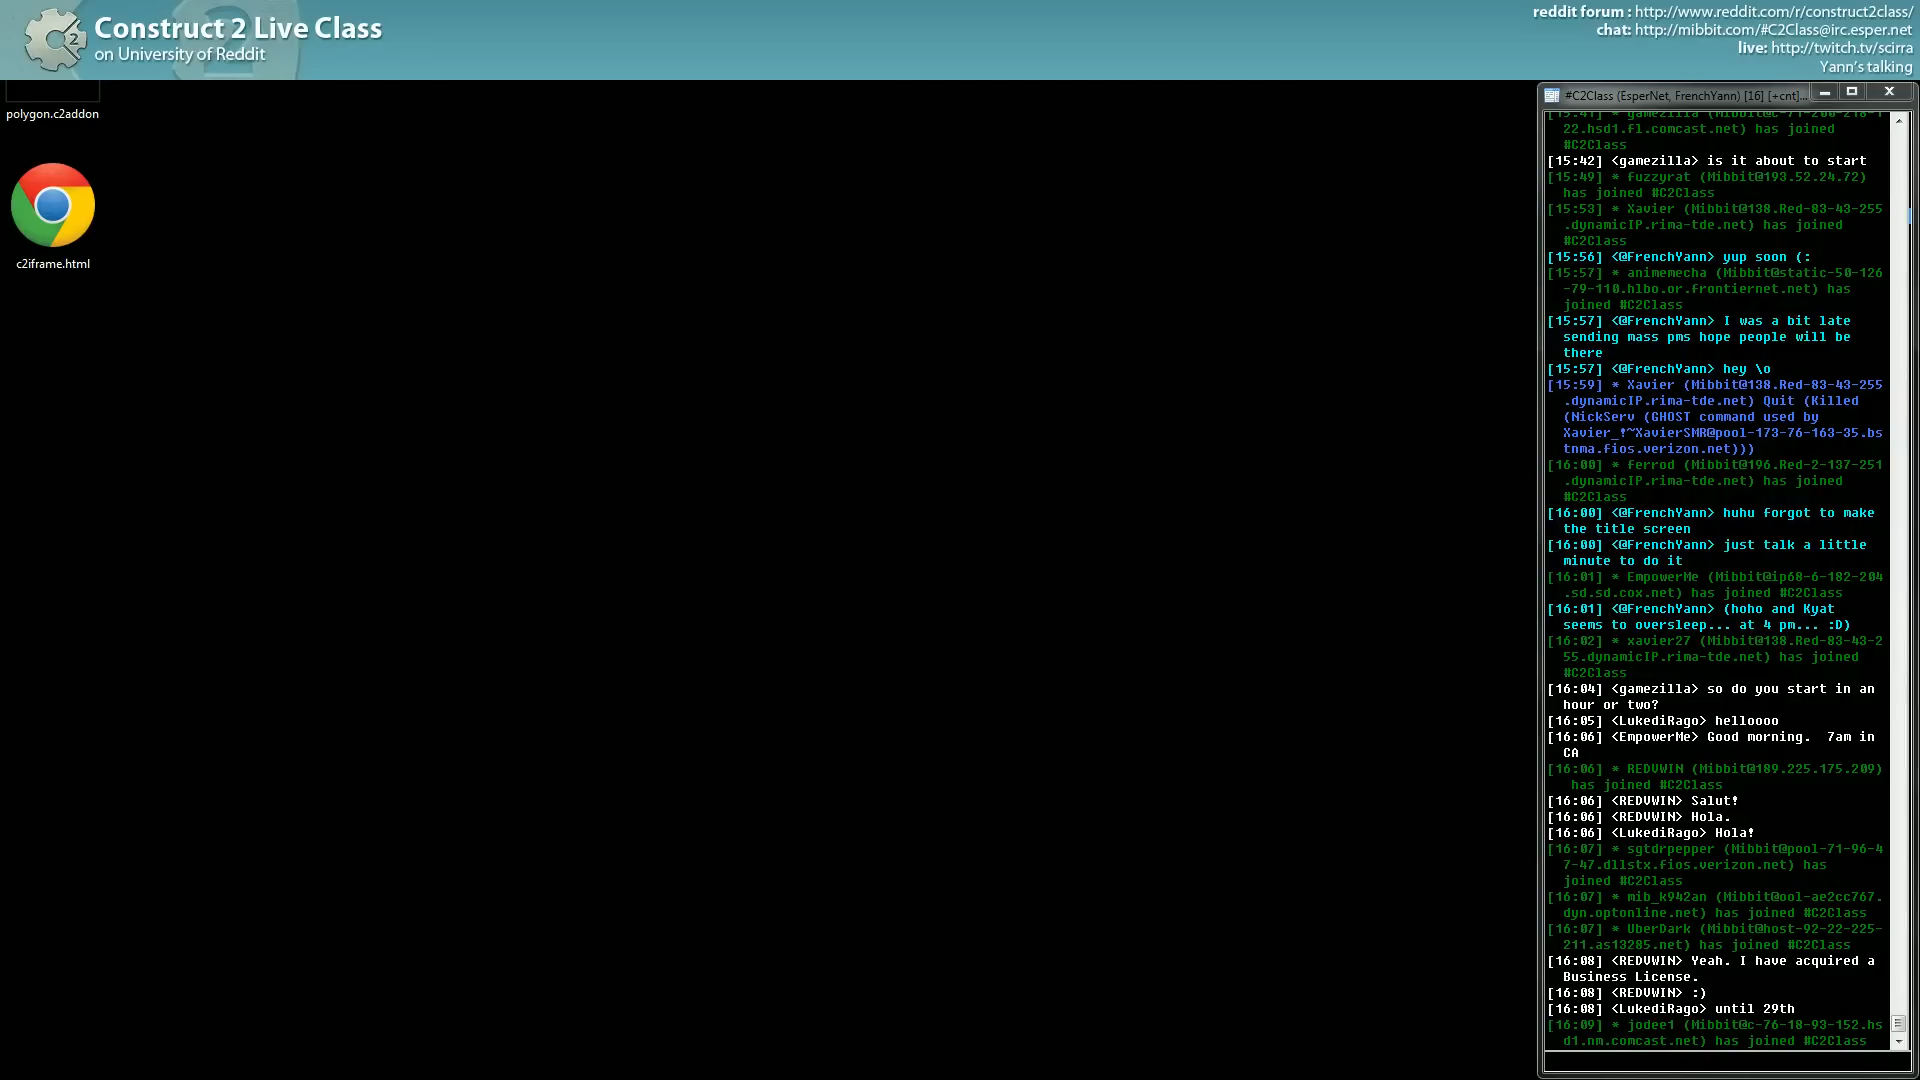 Construct 2 Live Class
on University of Reddit
reddit forum : http://www.reddit.com/r/construct2class/
chat: http://mibbit.com/#C2Class@irc.esper.net
live: http://twitch.tv/scirra
Yann's talking
polygon.c2addon
c2iframe.html
#C2Class (EsperNet, FrenchYann) [16] [+cnt]...
[15:41] * gamezilla (Mibbit@c-71-200-218-1
22.hsd1.fl.comcast.net) has joined
#C2Class
[15:42] <gamezilla> is it about to start
[15:49] * fuzzyrat (Mibbit@193.52.24.72)
has joined #C2Class
[15:53] * Xavier (Mibbit@138.Red-83-43-255
.dynamicIP.rima-tde.net) has joined
#C2Class
[15:56] <@FrenchYann> yup soon (:
[15:57] * animemecha (Mibbit@static-50-126
-79-110.hlbo.or.frontiernet.net) has
joined #C2Class
[15:57] <@FrenchYann> I was a bit late
sending mass pms hope people will be
there
[15:57] <@FrenchYann> hey \o
[15:59] * Xavier (Mibbit@138.Red-83-43-255
.dynamicIP.rima-tde.net) Quit (Killed
(NickServ (GHOST command used by
Xavier_!~XavierSMR@pool-173-76-163-35.bs
tnma.fios.verizon.net)))
[16:00] * ferrod (Mibbit@196.Red-2-137-251
.dynamicIP.rima-tde.net) has joined
#C2Class
[16:00] <@FrenchYann> huhu forgot to make
the title screen
[16:00] <@FrenchYann> just talk a little
minute to do it
[16:01] * EmpowerMe (Mibbit@ip68-6-182-204
.sd.sd.cox.net) has joined #C2Class
[16:01] <@FrenchYann> (hoho and Kyat
seems to oversleep... at 4 pm... :D)
[16:02] * xavier27 (Mibbit@138.Red-83-43-2
55.dynamicIP.rima-tde.net) has joined
#C2Class
[16:04] <gamezilla> so do you start in an
hour or two?
[16:05] <LukediRago> helloooo
[16:06] <EmpowerMe> Good morning.  7am in
CA
[16:06] * REDVWIN (Mibbit@189.225.175.209)
has joined #C2Class
[16:06] <REDVWIN> Salut!
[16:06] <REDVWIN> Hola.
[16:06] <LukediRago> Hola!
[16:07] * sgtdrpepper (Mibbit@pool-71-96-4
7-47.dllstx.fios.verizon.net) has
joined #C2Class
[16:07] * mib_k942an (Mibbit@ool-ae2cc767.
dyn.optonline.net) has joined #C2Class
[16:07] * UberDark (Mibbit@host-92-22-225-
211.as13285.net) has joined #C2Class
[16:08] <REDVWIN> Yeah. I have acquired a
Business License.
[16:08] <REDVWIN> :)
[16:08] <LukediRago> until 29th
[16:09] * jodee1 (Mibbit@c-76-18-93-152.hs
d1.nm.comcast.net) has joined #C2Class